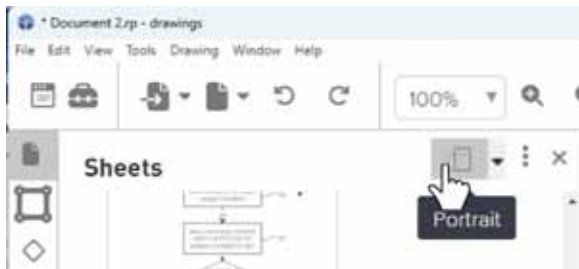 * Document 2.rp - drawings
File Edit View Tools Drawing Window Help
100%
Sheets
Portrait